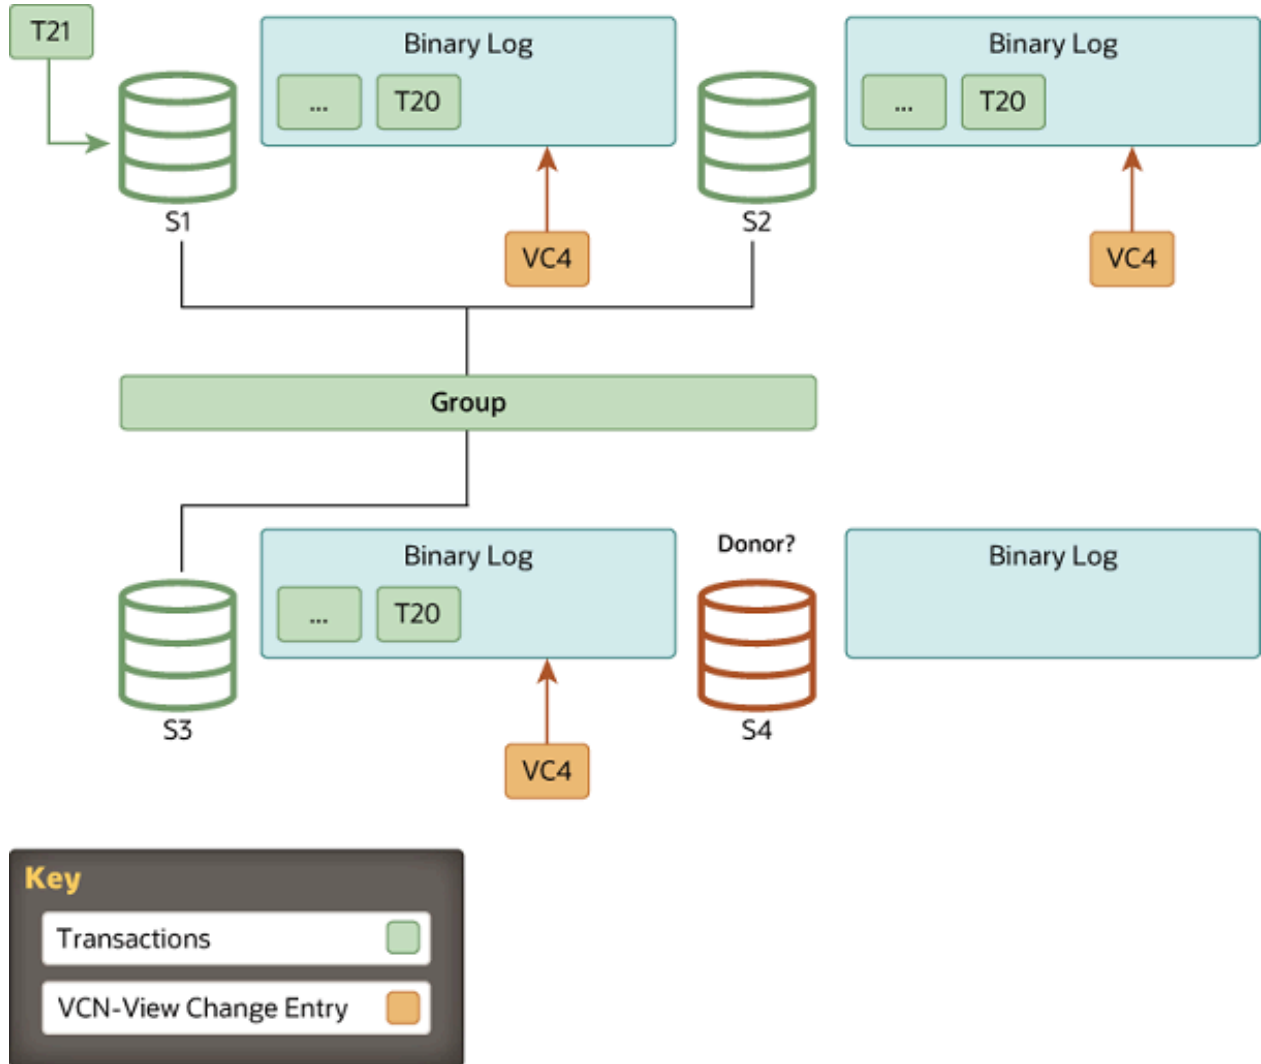 T21
Binary Log
... T20
S1
VC4
Binary Log
... T20
S2
VC4
Group
Binary Log
... T20
S3
VC4
Donor?
S4
Binary Log
Key
Transactions
VCN-View Change Entry